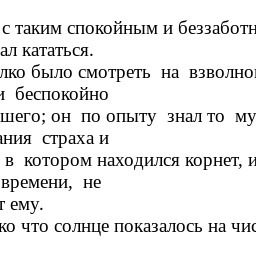 с таким спокойным и беззаботн
ал кататься.
лко было смотреть на взволно
и беспокойно
шего; он по опыту знал то му
ания страха и
в котором находился корнет, и
времени, не
т ему.
ко что солнце показалось на чис